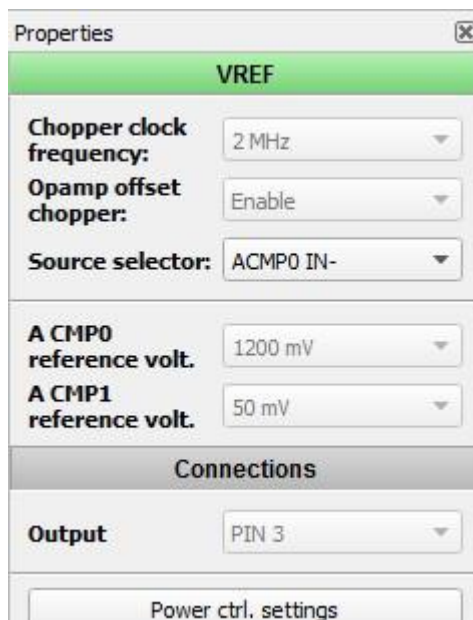 Properties
VREF
Chopper clock
frequency:
2 MHz
Opamp offset
chopper:
Enable
Source selector:
ACMP0 IN-
A CMP0
reference volt.
1200 mV
A CMP1
reference volt.
50 mV
Connections
Output
PIN 3
Power ctrl. settings